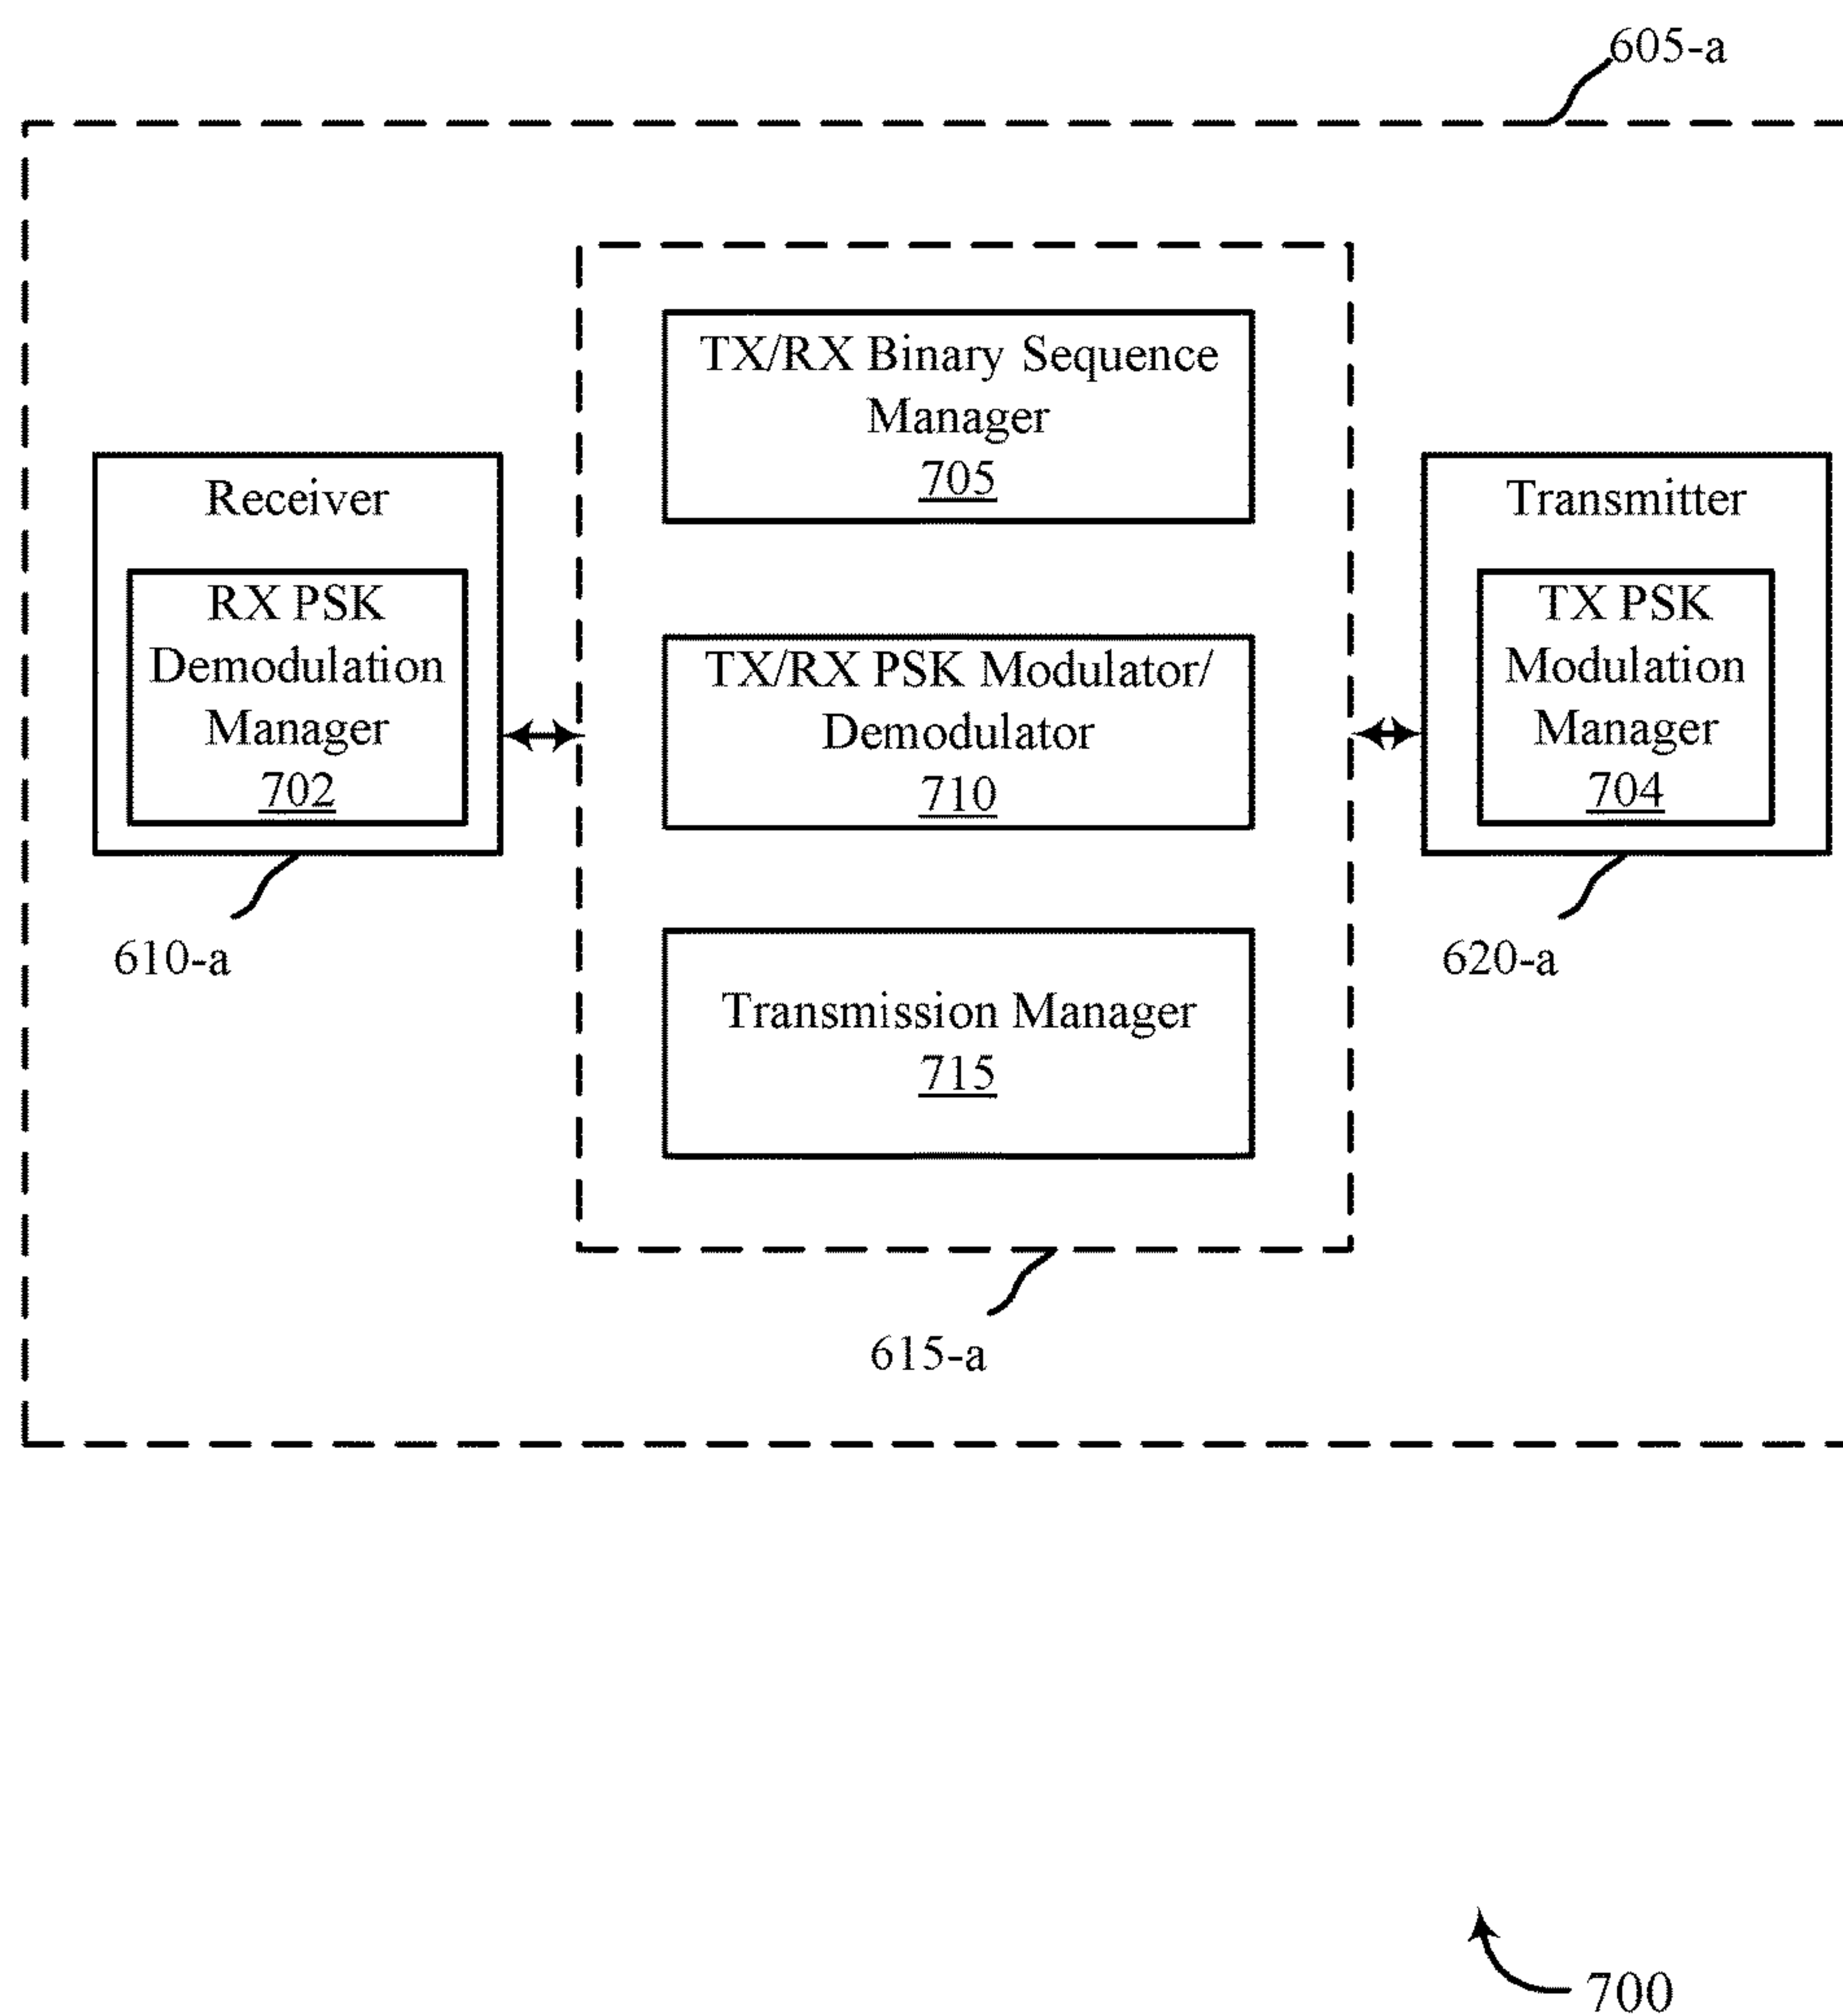 605-a
TX/RX Binary Sequence
Manager
705
Receiver
RX PSK
Demodulation
Manager
702
610-a
TX/RX PSK Modulator/
Demodulator
710
Transmitter
TX PSK
Modulation
Manager
704
620-a
Transmission Manager
715
615-a
700